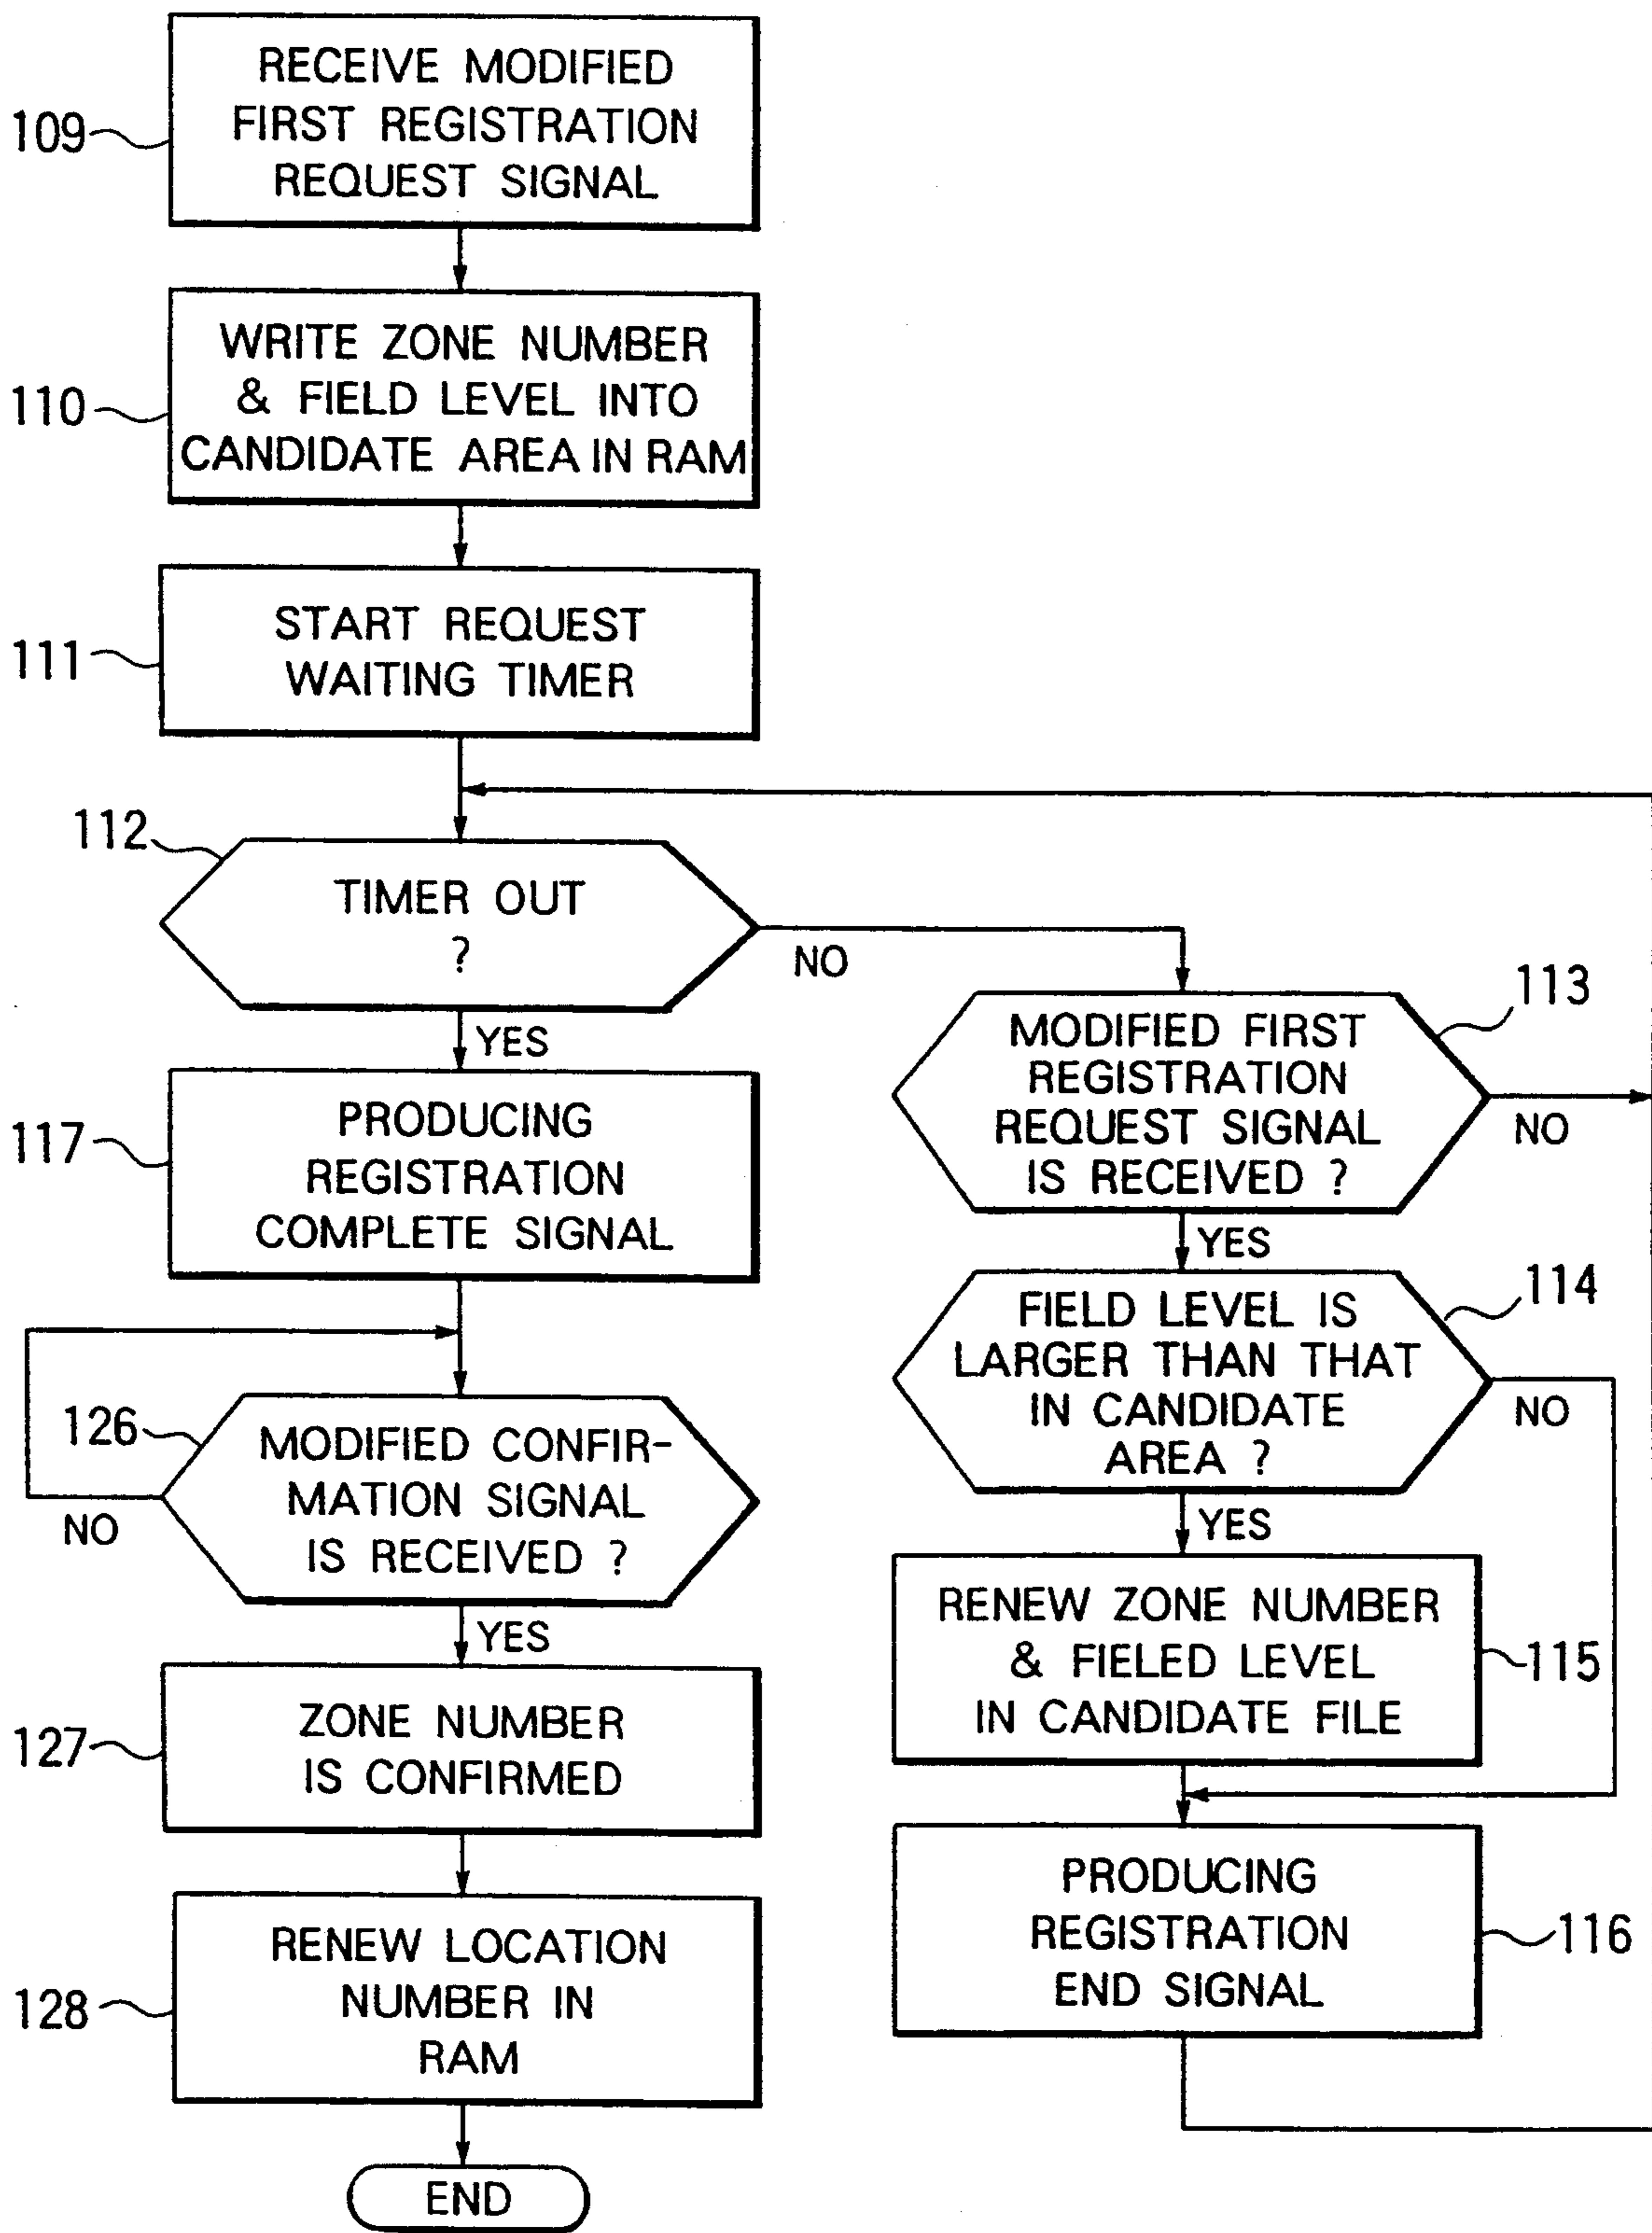 109
RECEIVE MODIFIED
FIRST REGISTRATION
REQUEST SIGNAL
110
WRITE ZONE NUMBER
& FIELD LEVEL INTO
CANDIDATE AREA IN RAM
111
START REQUEST
WAITING TIMER
112
TIMER OUT
?
NO
YES
113
MODIFIED FIRST
REGISTRATION
REQUEST SIGNAL
IS RECEIVED ?
NO
YES
117
PRODUCING
REGISTRATION
COMPLETE SIGNAL
114
FIELD LEVEL IS
LARGER THAN THAT
IN CANDIDATE
AREA ?
NO
YES
126
MODIFIED CONFIR-
MATION SIGNAL
IS RECEIVED ?
NO
YES
115
RENEW ZONE NUMBER
& FIELED LEVEL
IN CANDIDATE FILE
127
ZONE NUMBER
IS CONFIRMED
116
PRODUCING
REGISTRATION
END SIGNAL
128
RENEW LOCATION
NUMBER IN
RAM
END